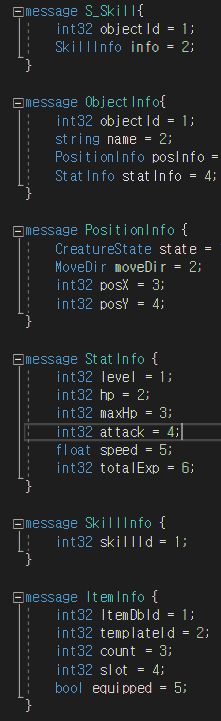 message S_Skill{
int32 objectId = 1;
SkillInfo info = 2;
}
message ObjectInfo{
int32 objectId = 1;
string name = 2;
PositionInfo posInfo =
StatInfo statInfo = 4;
}
message PositionInfo {
CreatureState state =
MoveDir moveDir = 2;
int32 posX = 3;
int32 posY = 4;
}
message StatInfo {
int32 level = 1;
int32 hp = 2;
int32 maxHp = 3;
int32 attack = 4;
float speed = 5;
int32 totalExp = 6;
}
message SkillInfo {
int32 skillId = 1;
}
message ItemInfo {
int32 ItemDbId = 1;
int32 templateId = 2;
int32 count = 3;
int32 slot = 4;
bool equipped = 5;
}